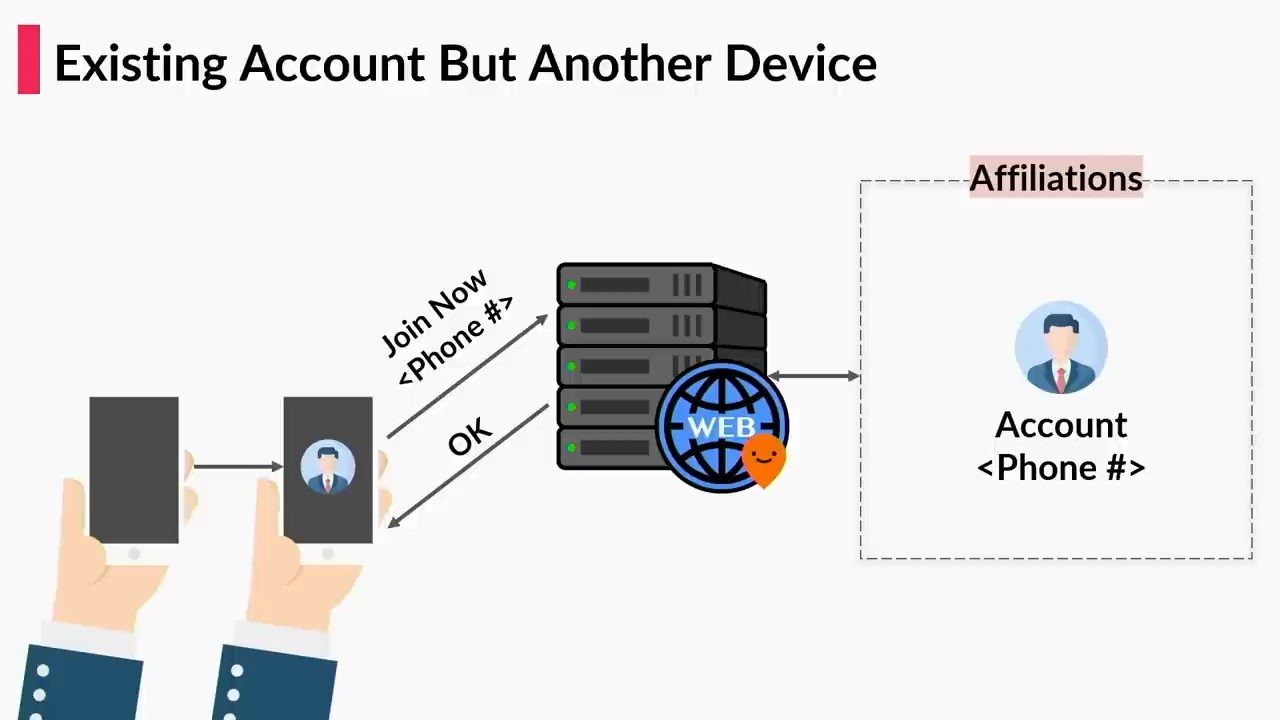 Existing Account But Another Device
Affiliations
Join Now
<Phone #>
OK
WEB
Account
<Phone #>